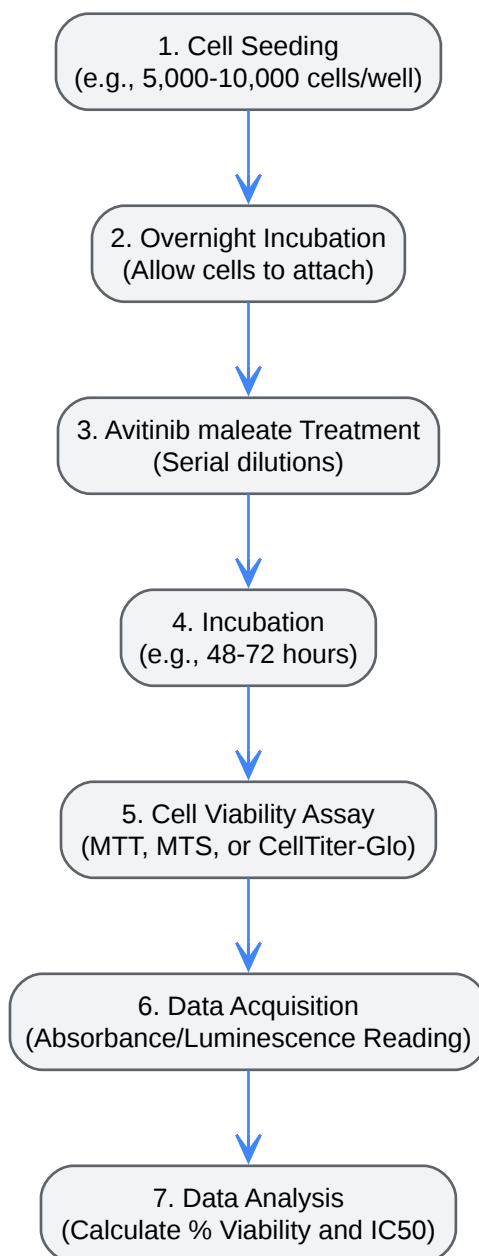 1. Cell Seeding
(e.g., 5,000-10,000 cells/well)
2. Overnight Incubation
(Allow cells to attach)
3. Avitinib maleate Treatment
(Serial dilutions)
4. Incubation
(e.g., 48-72 hours)
5. Cell Viability Assay
(MTT, MTS, or CellTiter-Glo)
6. Data Acquisition
(Absorbance/Luminescence Reading)
7. Data Analysis
(Calculate % Viability and IC50)